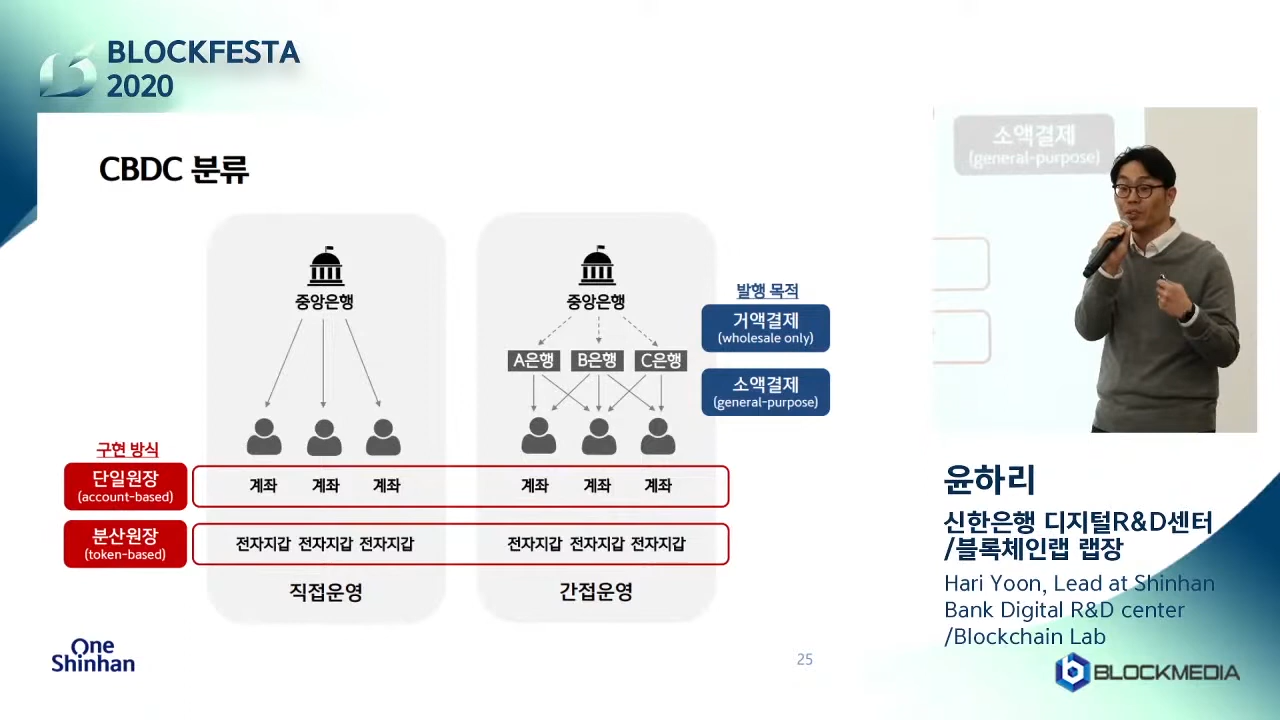 BLOCKFESTA
2020
CBDC 분류
중앙은행
중앙은행
A은행 B은행 C은행
발행 목적
거액결제
(wholesale only)
소액결제
(general-purpose)
구현 방식
단일원장
(account-based)
계좌 계좌 계좌 계좌 계좌 계좌
분산원장
(token-based)
전자지갑 전자지갑 전자지갑 전자지갑 전자지갑 전자지갑
직접운영
간접운영
One
Shinhan
25
소액결제
(general-purpose)
윤하리
신한은행 디지털R&D센터
/블록체인랩 랩장
Hari Yoon, Lead at Shinhan
Bank Digital R&D center
/Blockchain Lab
BLOCKMEDIA